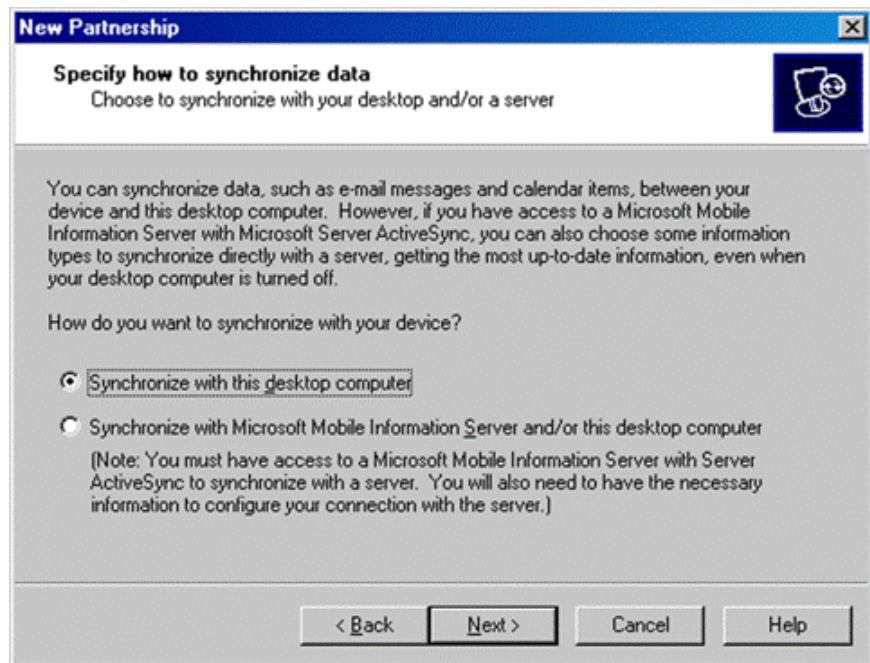 New Partnership
Specify how to synchronize data
Choose to synchronize with your desktop and/or a server
You can synchronize data, such as e-mail messages and calendar items, between your
device and this desktop computer. However, if you have access to a Microsoft Mobile
Information Server with Microsoft Server ActiveSync, you can also choose some information
types to synchronize directly with a server, getting the most up-to-date information, even when
your desktop computer is turned off.
How do you want to synchronize with your device?
Synchronize with this desktop computer
Synchronize with Microsoft Mobile Information Server and/or this desktop computer
(Note: You must have access to a Microsoft Mobile Information Server with Server
ActiveSync to synchronize with a server. You will also need to have the necessary
information to configure your connection with the server.)
< Back Next > Cancel Help